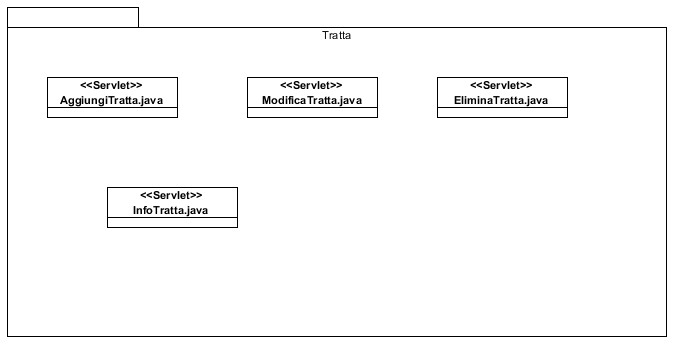 Tratta
<<Servlet>>
AggiungiTratta.java
<<Servlet>>
ModificaTratta.java
<<Servlet>>
EliminaTratta.java
<<Servlet>>
InfoTratta.java